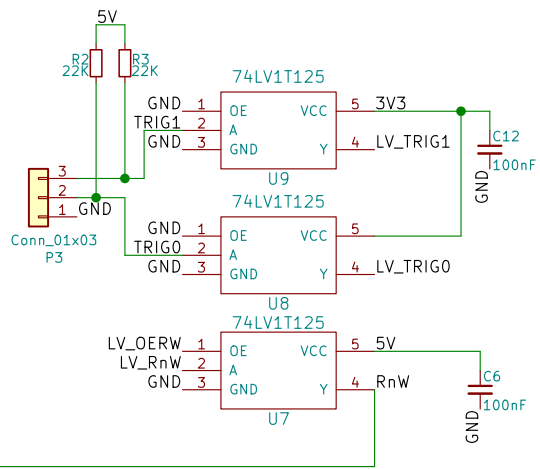 5V
R2
22K
R3
22K
74LV1T125
GND 1 OE VCC 5 3V3
TRIG1 2 A
GND 3 GND Y 4 LV_TRIG1
U9
C12
100nF
GND
3
2
1 GND
Conn_01x03
P3
74LV1T125
GND 1 OE VCC 5
TRIG0 2 A
GND 3 GND Y 4 LV_TRIG0
U8
74LV1T125
LV_OERW 1 OE VCC 5 5V
LV_RnW 2 A
GND 3 GND Y 4 RnW
U7
C6
100nF
GND